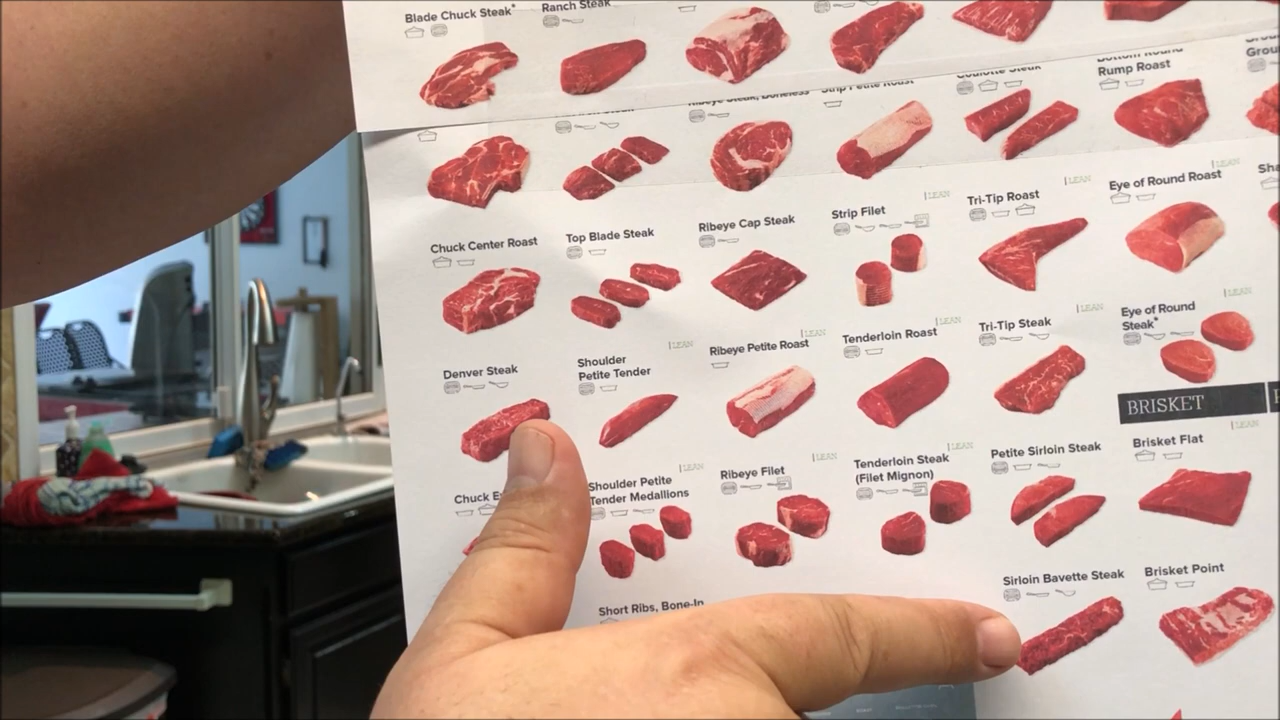 Blade Chuck Steak*
Ranch Steak
Rump Roast
LEAN
LEAN
LEAN
Chuck Center Roast
Top Blade Steak
Ribeye Cap Steak
Strip Filet
Tri-Tip Roast
Eye of Round Roast
LEAN
LEAN
LEAN
LEAN
Denver Steak
Shoulder
Petite Tender
Ribeye Petite Roast
Tenderloin Roast
Tri-Tip Steak
Eye of Round
Steak*
BRISKET
LEAN
LEAN
LEAN
LEAN
Shoulder Petite
Tender Medallions
Ribeye Filet
Tenderloin Steak
(Filet Mignon)
Petite Sirloin Steak
Brisket Flat
Chuck
Short Ribs, Bone-In
Sirloin Bavette Steak
Brisket Point